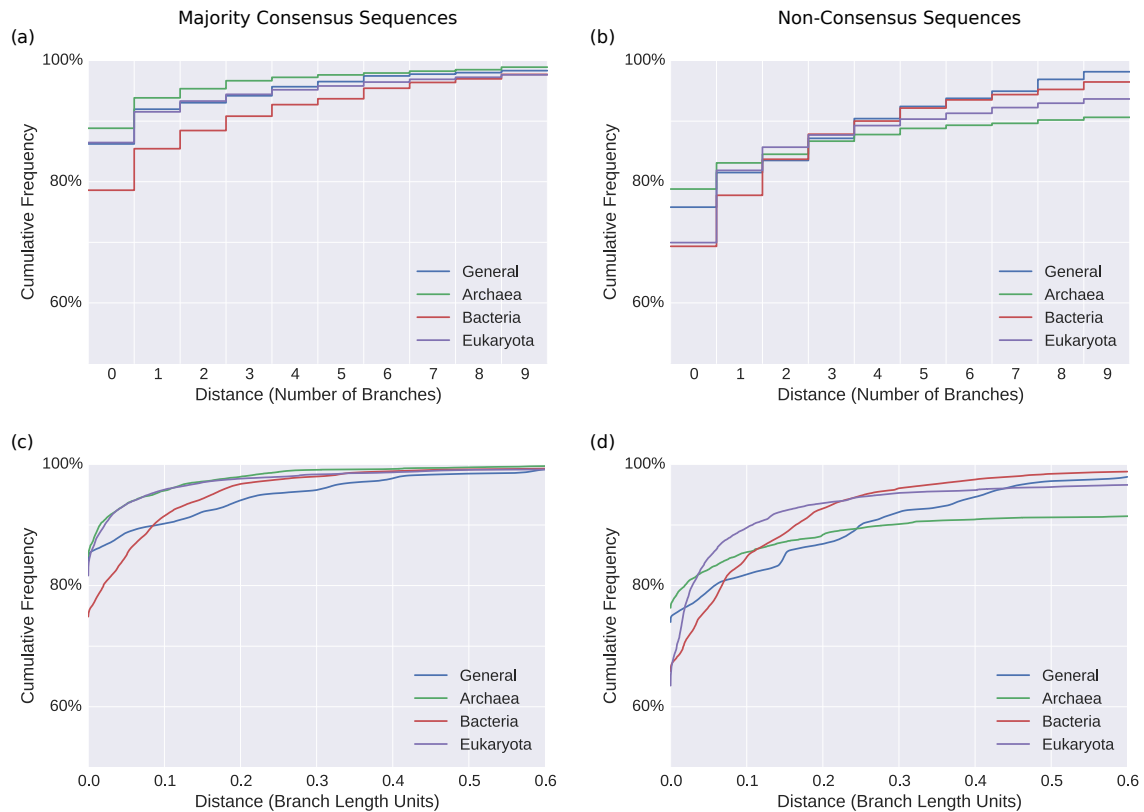 Majority Consensus Sequences
Non-Consensus Sequences
(a)
100%
80%
60%
Cumulative Frequency
General
Archaea
Bacteria
Eukaryota
0 1 2 3 4 5 6 7 8 9
Distance (Number of Branches)
(b)
100%
80%
60%
Cumulative Frequency
General
Archaea
Bacteria
Eukaryota
0 1 2 3 4 5 6 7 8 9
Distance (Number of Branches)
(c)
100%
80%
60%
Cumulative Frequency
General
Archaea
Bacteria
Eukaryota
0.0 0.1 0.2 0.3 0.4 0.5 0.6
Distance (Branch Length Units)
(d)
100%
80%
60%
Cumulative Frequency
General
Archaea
Bacteria
Eukaryota
0.0 0.1 0.2 0.3 0.4 0.5 0.6
Distance (Branch Length Units)